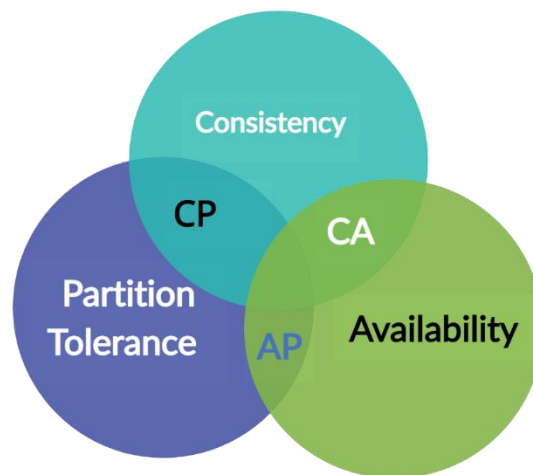 Consistency
CP
CA
Partition
Tolerance
AP
Availability